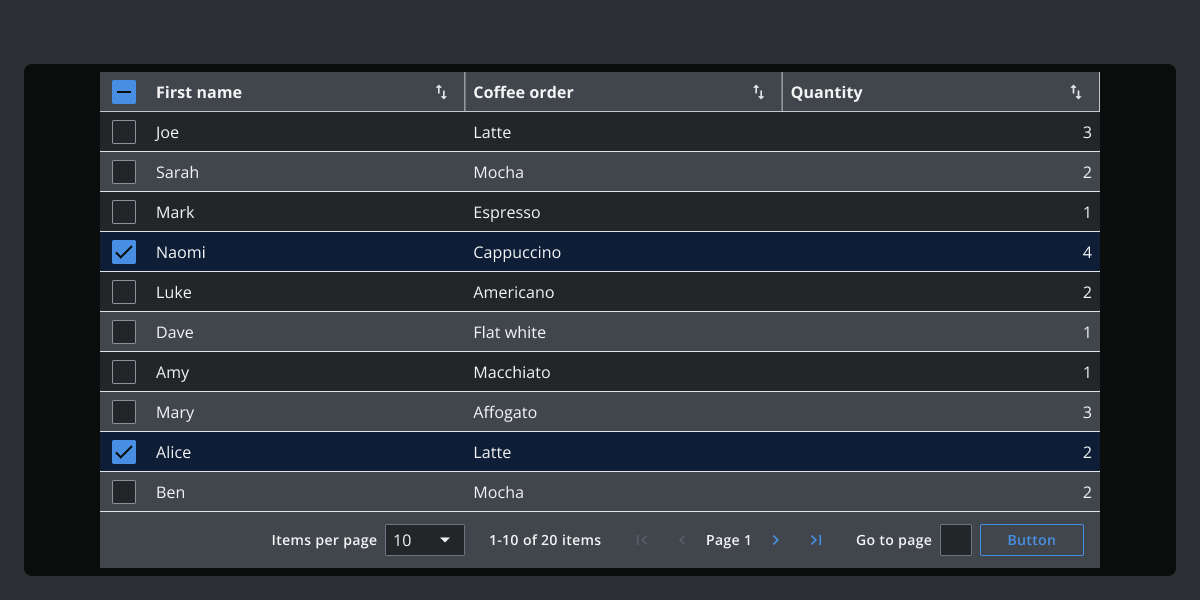 First name Coffee order Quantity
Joe Latte 3
Sarah Mocha 2
Mark Espresso 1
Naomi Cappuccino 4
Luke Americano 2
Dave Flat white 1
Amy Macchiato 1
Mary Affogato 3
Alice Latte 2
Ben Mocha 2
Items per page 10 1-10 of 20 items Page 1 Go to page Button